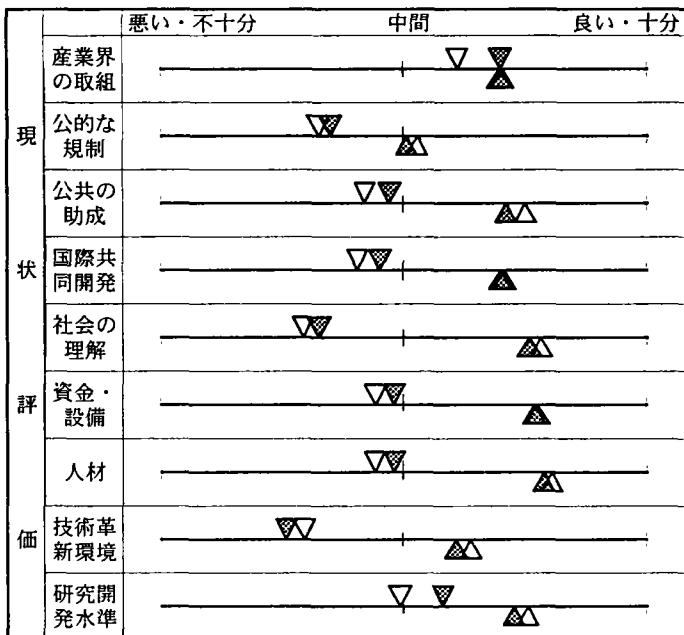 悪い・不十分 中間 良い・十分
現状評価
産業界
の取組
公的な
規制
公共の
助成
国際共
同開発
社会の
理解
資金・
設備
人材
技術革
新環境
研究開
発水準